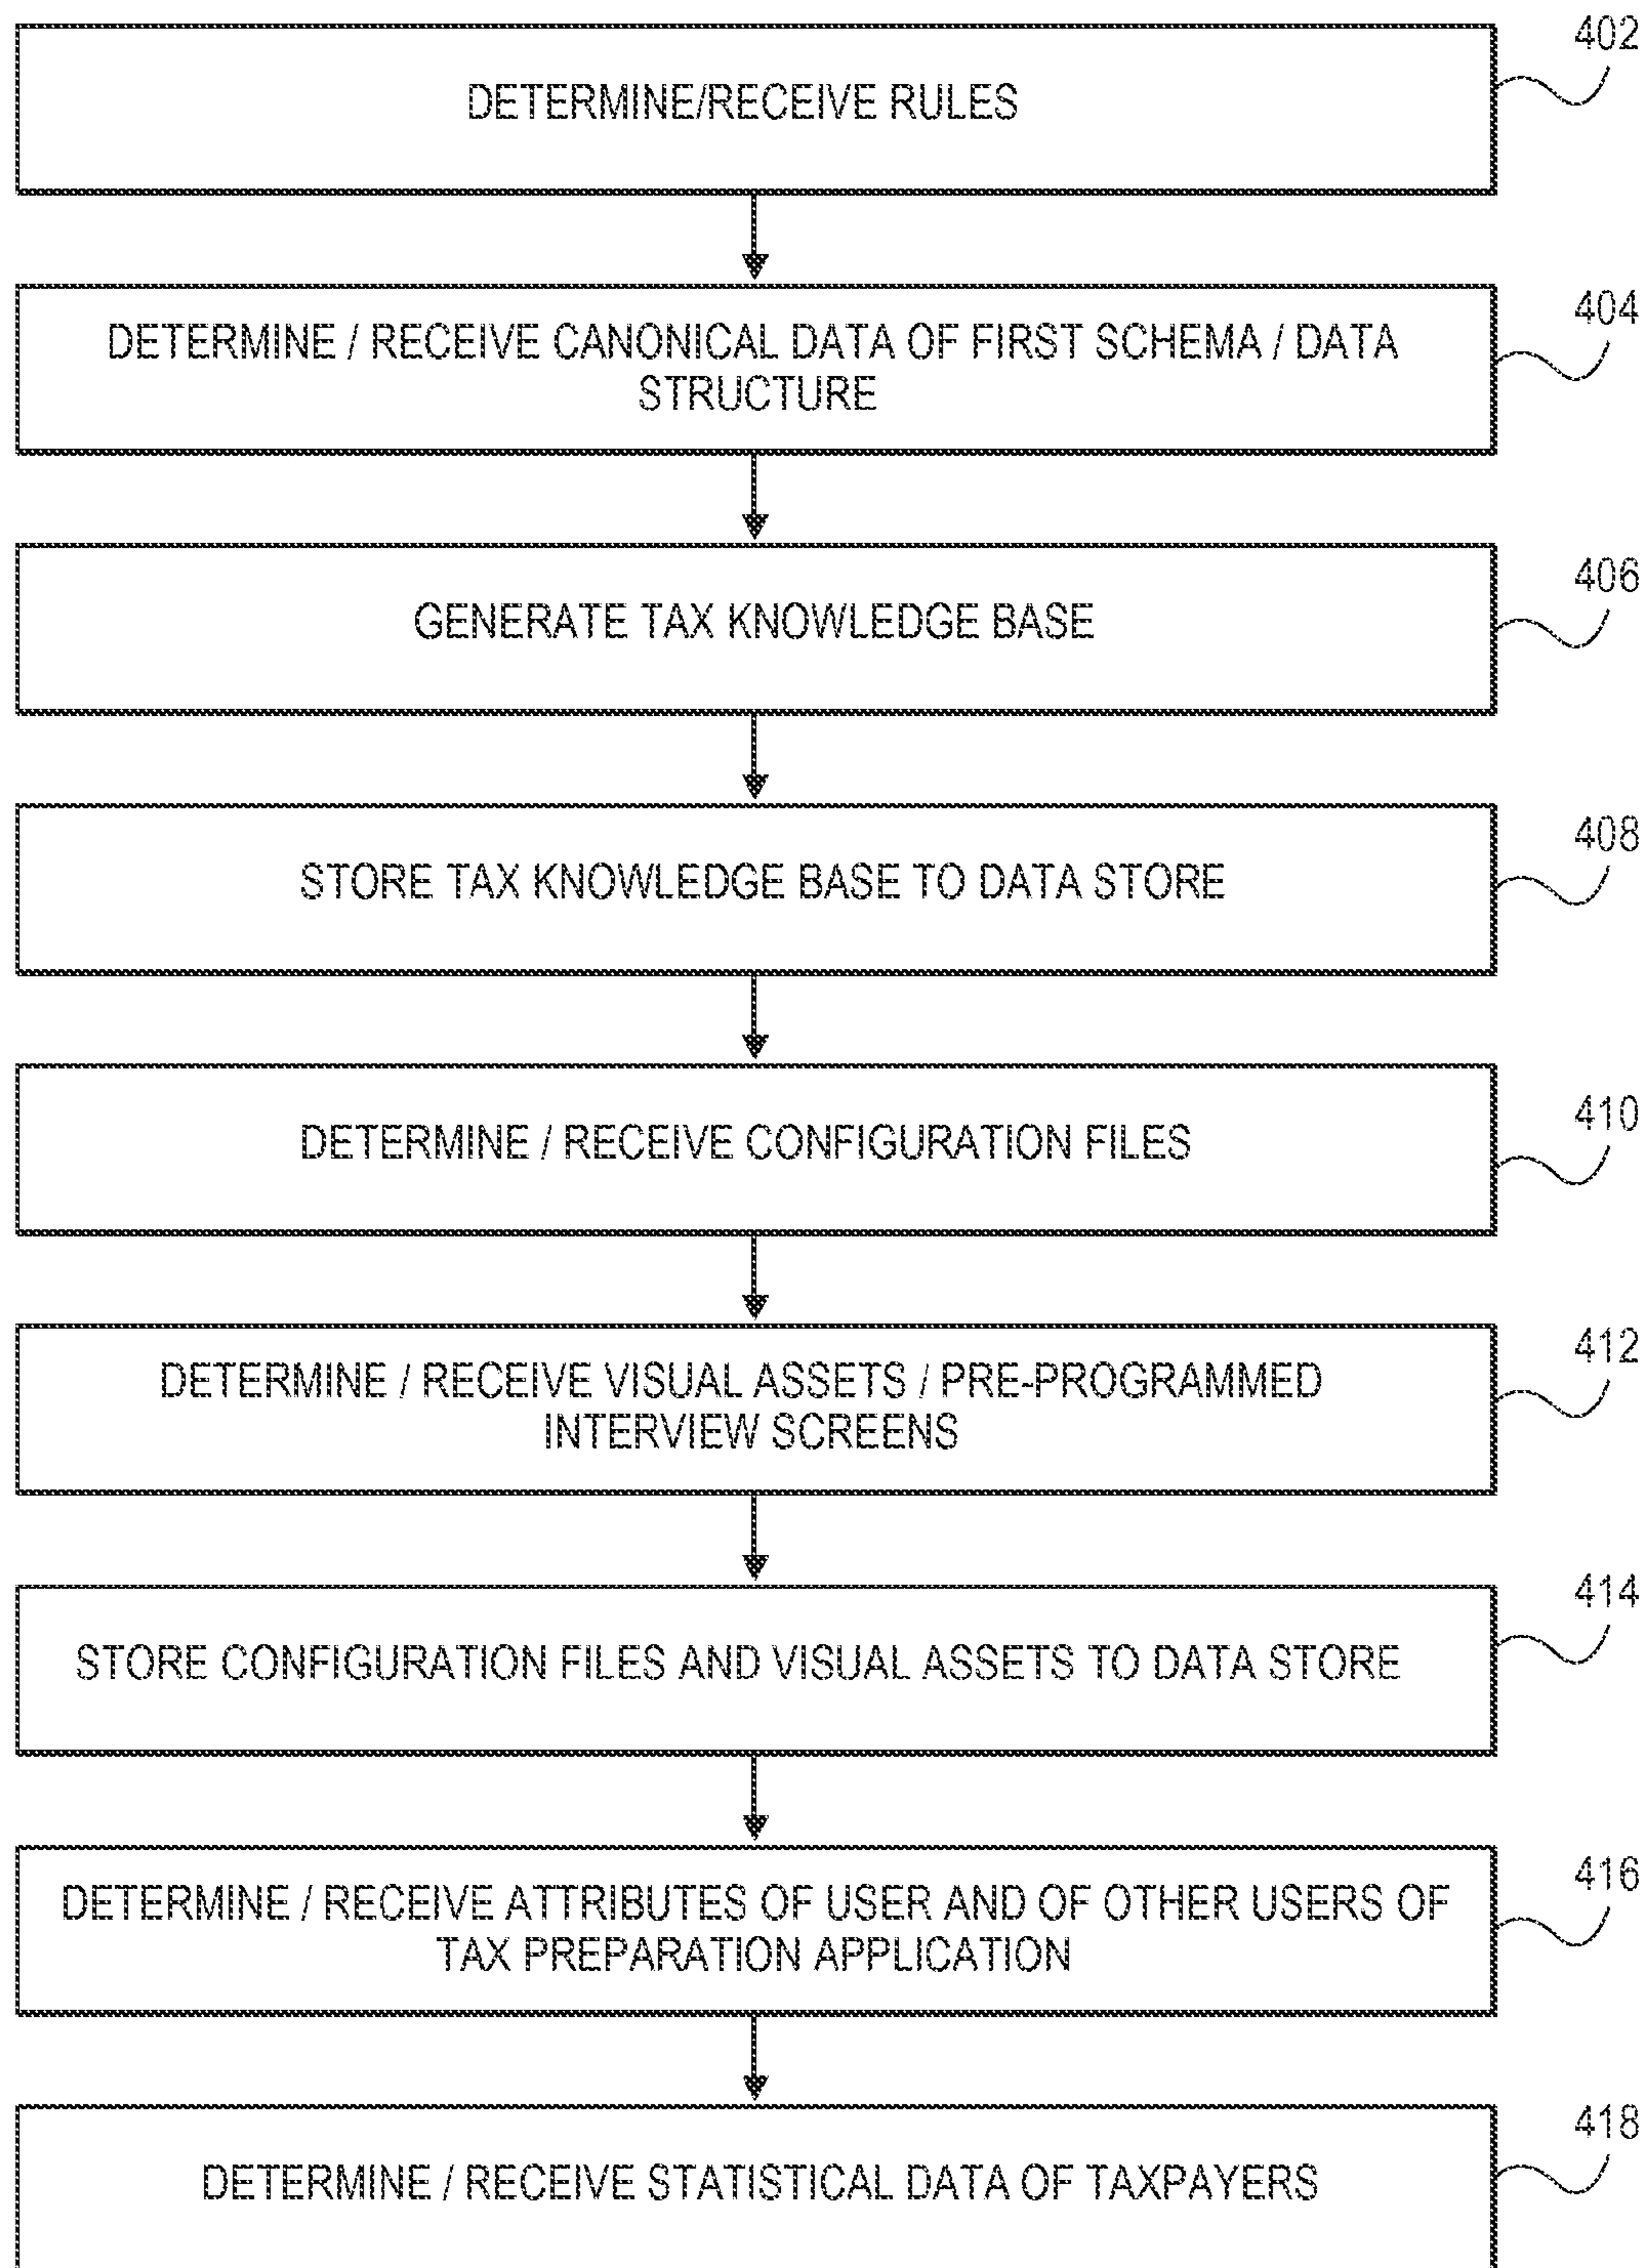 402
DETERMINE/RECEIVE RULES
404
DETERMINE / RECEIVE CANONICAL DATA OF FIRST SCHEMA / DATA
STRUCTURE
406
GENERATE TAX KNOWLEDGE BASE
408
STORE TAX KNOWLEDGE BASE TO DATA STORE
410
DETERMINE / RECEIVE CONFIGURATION FILES
412
DETERMINE / RECEIVE VISUAL ASSETS / PRE-PROGRAMMED
INTERVIEW SCREENS
414
STORE CONFIGURATION FILES AND VISUAL ASSETS TO DATA STORE
416
DETERMINE / RECEIVE ATTRIBUTES OF USER AND OF OTHER USERS OF
TAX PREPARATION APPLICATION
418
DETERMINE / RECEIVE STATISTICAL DATA OF TAXPAYERS